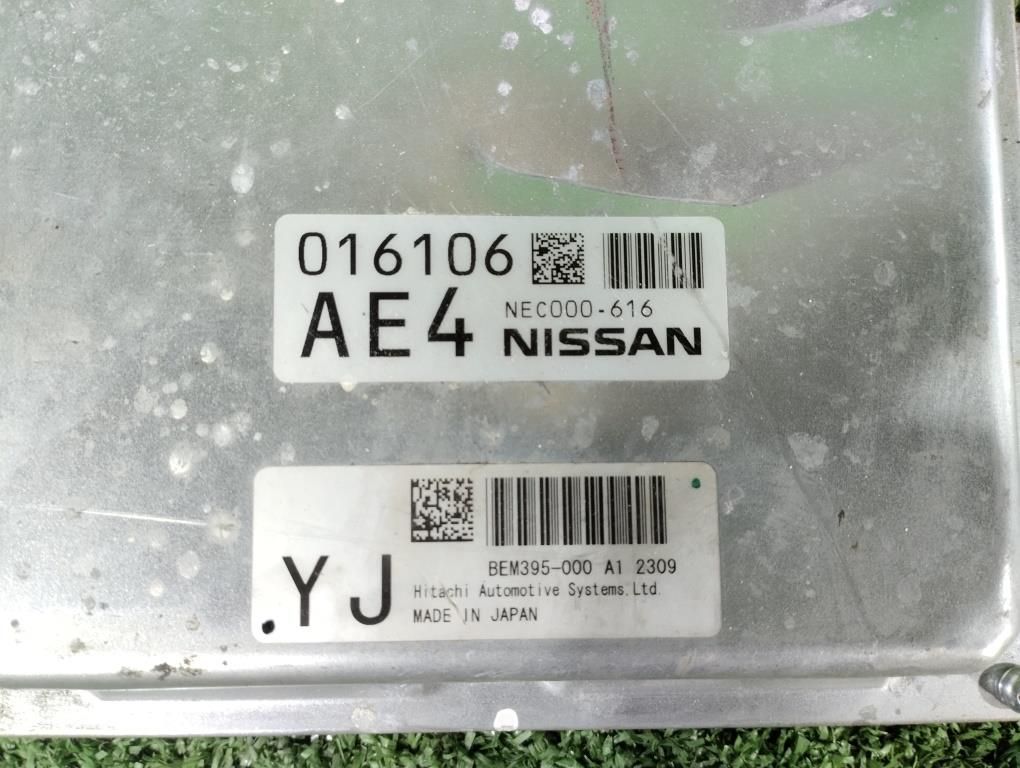 016106
AE4
NEC000-616
NISSAN
YJ
BEM395-000 A1 2309
Hitachi Automotive Systems,Ltd.
MADE IN JAPAN